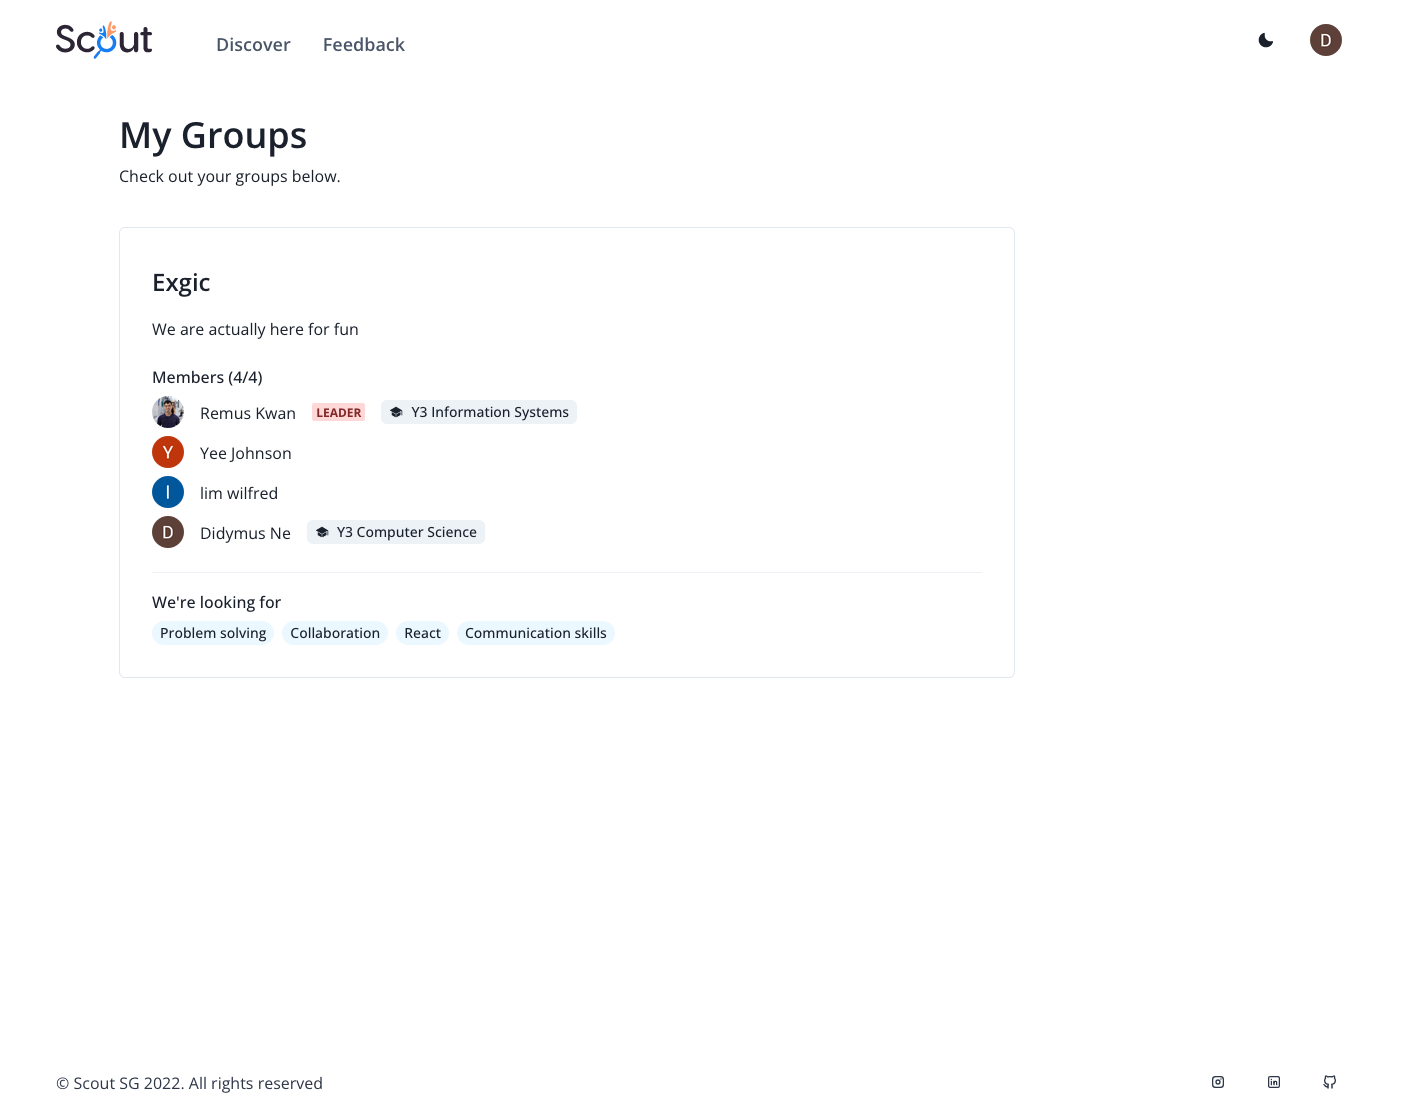 Scout
Discover
Feedback
D
My Groups
Check out your groups below.
Exgic
We are actually here for fun
Members (4/4)
Remus Kwan LEADER Y3 Information Systems
Y Yee Johnson
l lim wilfred
D Didymus Ne Y3 Computer Science
We're looking for
Problem solving Collaboration React Communication skills
© Scout SG 2022. All rights reserved